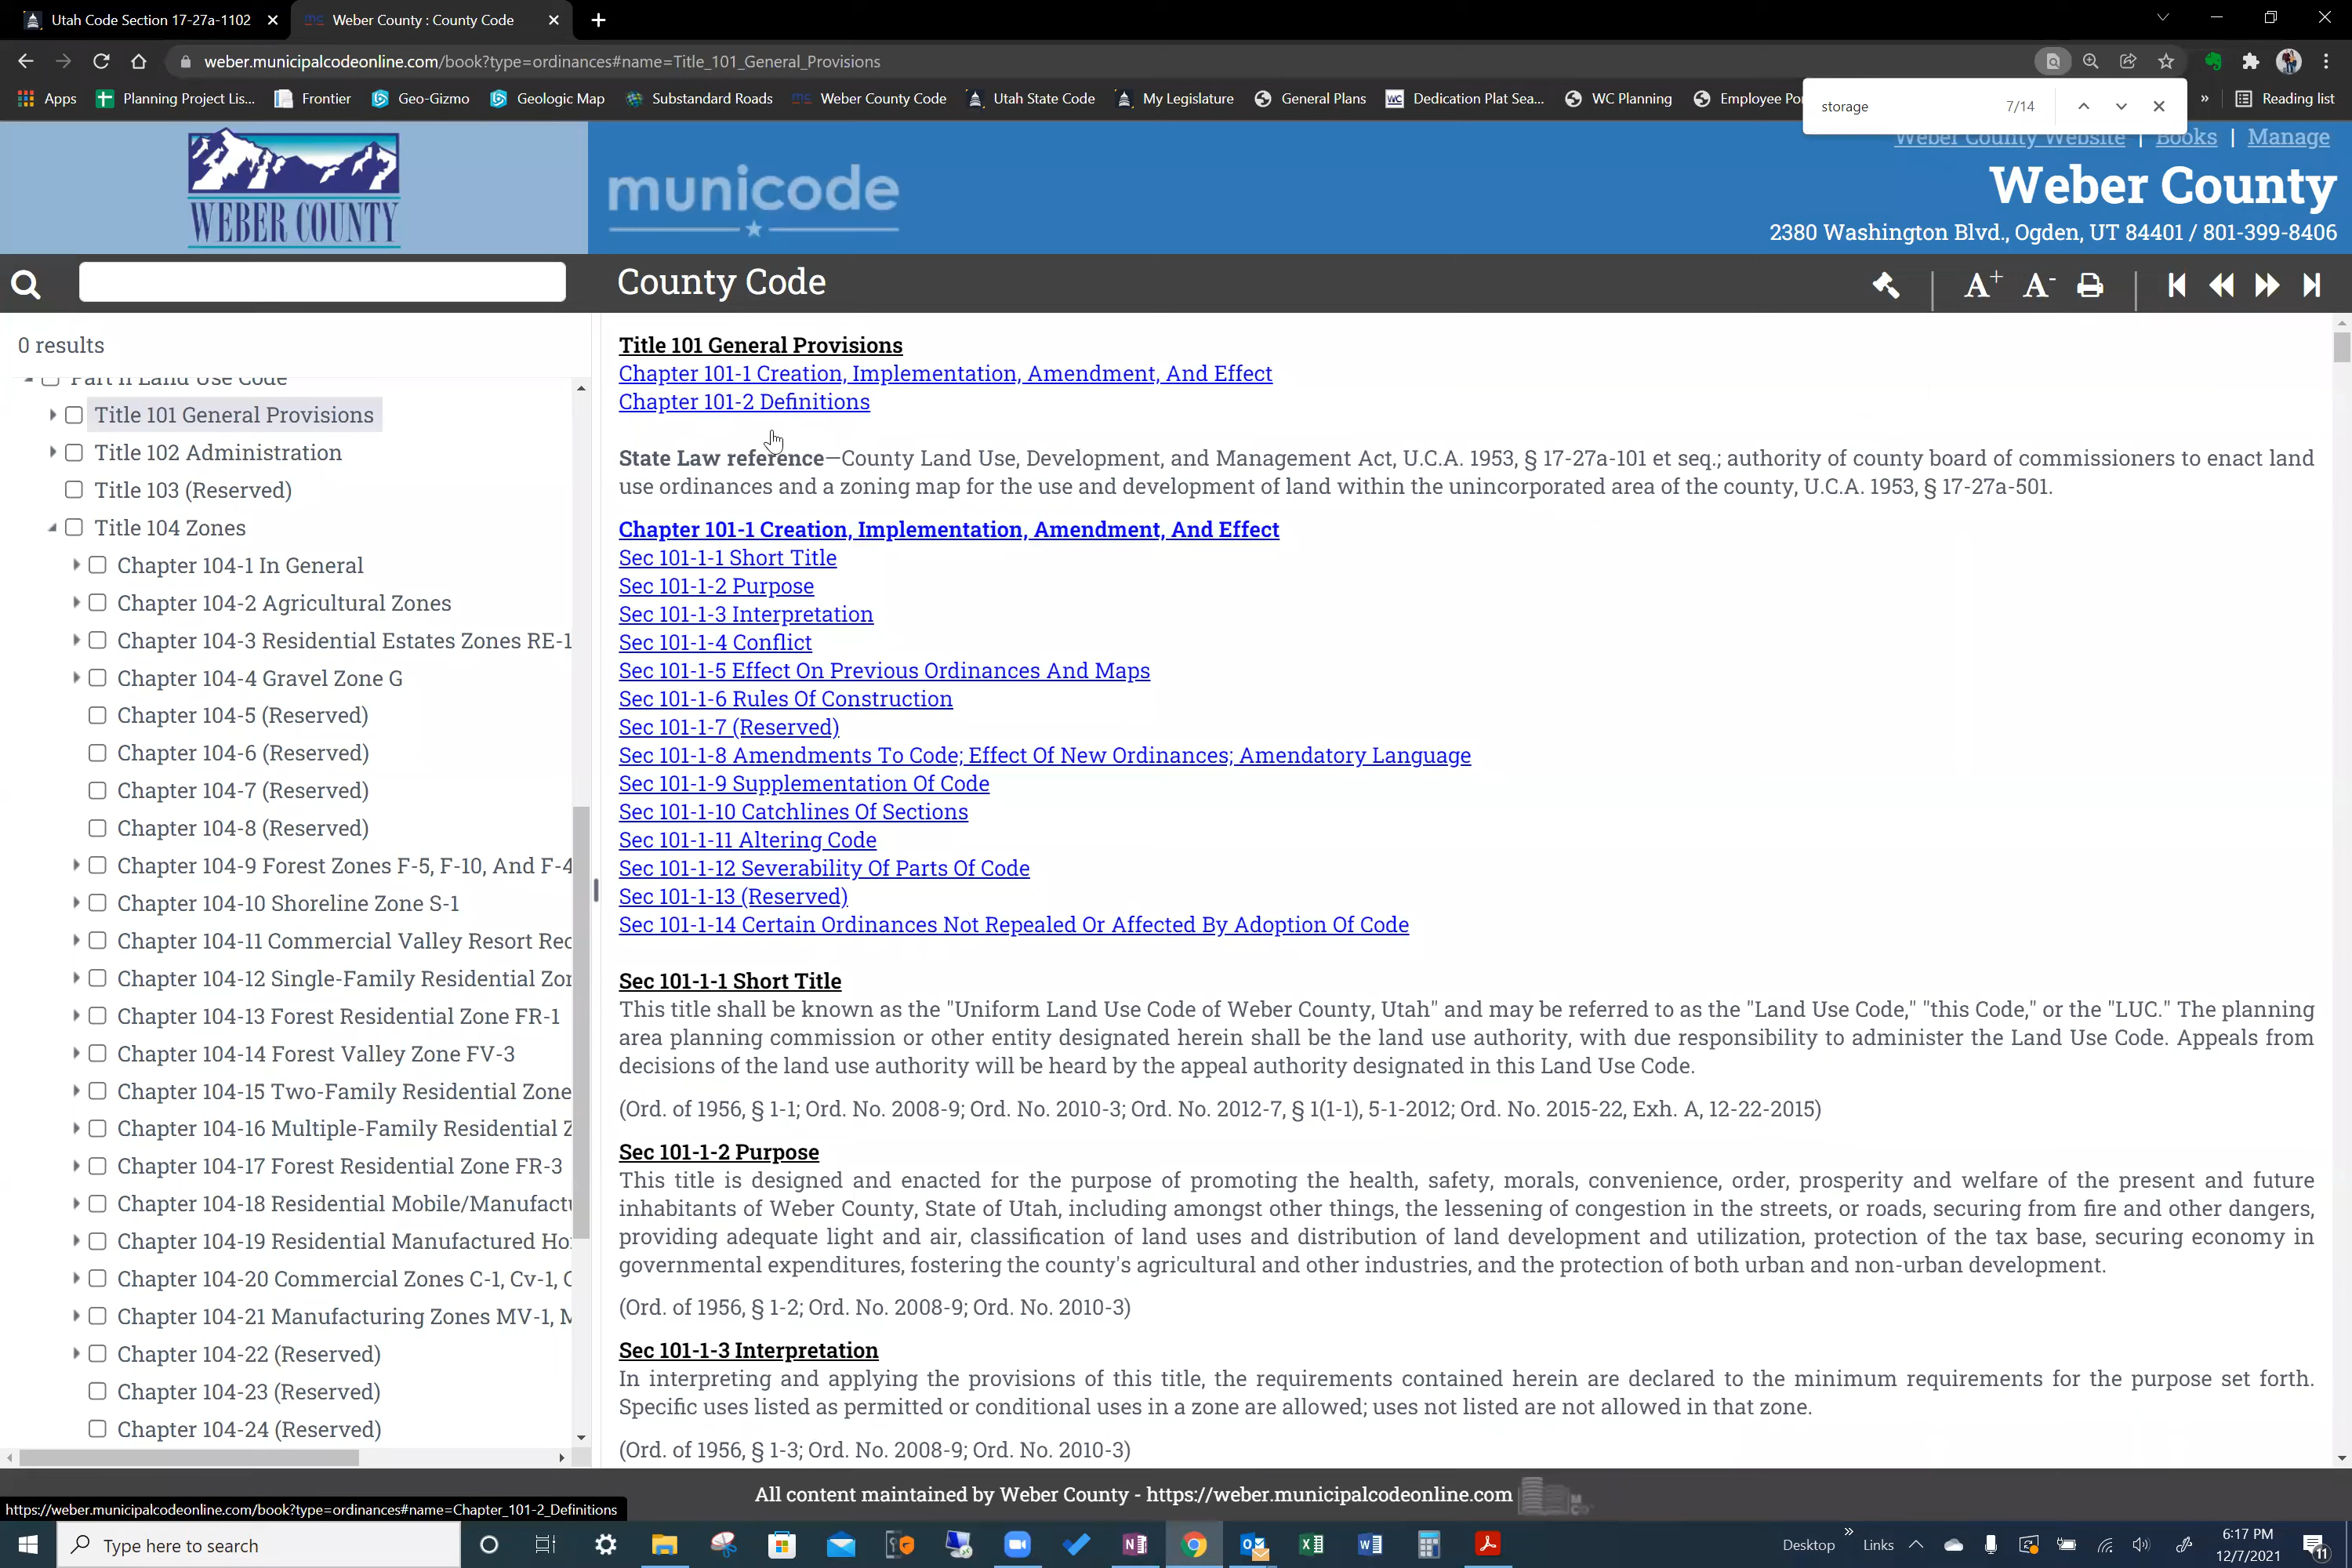 Utah Code Section 17-27a-1102
Weber County : County Code
weber.municipalcodeonline.com/book?type=ordinances#name=Title_101_General_Provisions
Apps
Planning Project Lis...
Frontier
Geo-Gizmo
Geologic Map
Substandard Roads
Weber County Code
Utah State Code
My Legislature
General Plans
Dedication Plat Sea...
WC Planning
Employee Po
»
Reading list
storage 7/14
WEBER COUNTY
municode
Weber County Website | Books | Manage
Weber County
2380 Washington Blvd., Ogden, UT 84401 / 801-399-8406
County Code
A+ A-
0 results
Part II Land Use Code
Title 101 General Provisions
Title 102 Administration
Title 103 (Reserved)
Title 104 Zones
Chapter 104-1 In General
Chapter 104-2 Agricultural Zones
Chapter 104-3 Residential Estates Zones RE-1
Chapter 104-4 Gravel Zone G
Chapter 104-5 (Reserved)
Chapter 104-6 (Reserved)
Chapter 104-7 (Reserved)
Chapter 104-8 (Reserved)
Chapter 104-9 Forest Zones F-5, F-10, And F-4
Chapter 104-10 Shoreline Zone S-1
Chapter 104-11 Commercial Valley Resort Rec
Chapter 104-12 Single-Family Residential Zon
Chapter 104-13 Forest Residential Zone FR-1
Chapter 104-14 Forest Valley Zone FV-3
Chapter 104-15 Two-Family Residential Zone
Chapter 104-16 Multiple-Family Residential Z
Chapter 104-17 Forest Residential Zone FR-3
Chapter 104-18 Residential Mobile/Manufactu
Chapter 104-19 Residential Manufactured Ho
Chapter 104-20 Commercial Zones C-1, Cv-1, C
Chapter 104-21 Manufacturing Zones MV-1, M
Chapter 104-22 (Reserved)
Chapter 104-23 (Reserved)
Chapter 104-24 (Reserved)
Title 101 General Provisions
Chapter 101-1 Creation, Implementation, Amendment, And Effect
Chapter 101-2 Definitions
State Law reference—County Land Use, Development, and Management Act, U.C.A. 1953, § 17-27a-101 et seq.; authority of county board of commissioners to enact land
use ordinances and a zoning map for the use and development of land within the unincorporated area of the county, U.C.A. 1953, § 17-27a-501.
Chapter 101-1 Creation, Implementation, Amendment, And Effect
Sec 101-1-1 Short Title
Sec 101-1-2 Purpose
Sec 101-1-3 Interpretation
Sec 101-1-4 Conflict
Sec 101-1-5 Effect On Previous Ordinances And Maps
Sec 101-1-6 Rules Of Construction
Sec 101-1-7 (Reserved)
Sec 101-1-8 Amendments To Code; Effect Of New Ordinances; Amendatory Language
Sec 101-1-9 Supplementation Of Code
Sec 101-1-10 Catchlines Of Sections
Sec 101-1-11 Altering Code
Sec 101-1-12 Severability Of Parts Of Code
Sec 101-1-13 (Reserved)
Sec 101-1-14 Certain Ordinances Not Repealed Or Affected By Adoption Of Code
Sec 101-1-1 Short Title
This title shall be known as the "Uniform Land Use Code of Weber County, Utah" and may be referred to as the "Land Use Code," "this Code," or the "LUC." The planning
area planning commission or other entity designated herein shall be the land use authority, with due responsibility to administer the Land Use Code. Appeals from
decisions of the land use authority will be heard by the appeal authority designated in this Land Use Code.
(Ord. of 1956, § 1-1; Ord. No. 2008-9; Ord. No. 2010-3; Ord. No. 2012-7, § 1(1-1), 5-1-2012; Ord. No. 2015-22, Exh. A, 12-22-2015)
Sec 101-1-2 Purpose
This title is designed and enacted for the purpose of promoting the health, safety, morals, convenience, order, prosperity and welfare of the present and future
inhabitants of Weber County, State of Utah, including amongst other things, the lessening of congestion in the streets, or roads, securing from fire and other dangers,
providing adequate light and air, classification of land uses and distribution of land development and utilization, protection of the tax base, securing economy in
governmental expenditures, fostering the county's agricultural and other industries, and the protection of both urban and non-urban development.
(Ord. of 1956, § 1-2; Ord. No. 2008-9; Ord. No. 2010-3)
Sec 101-1-3 Interpretation
In interpreting and applying the provisions of this title, the requirements contained herein are declared to the minimum requirements for the purpose set forth.
Specific uses listed as permitted or conditional uses in a zone are allowed; uses not listed are not allowed in that zone.
(Ord. of 1956, § 1-3; Ord. No. 2008-9; Ord. No. 2010-3)
All content maintained by Weber County - https://weber.municipalcodeonline.com
https://weber.municipalcodeonline.com/book?type=ordinances#name=Chapter_101-2_Definitions
Type here to search
Desktop
»
Links
6:17 PM
12/7/2021
11